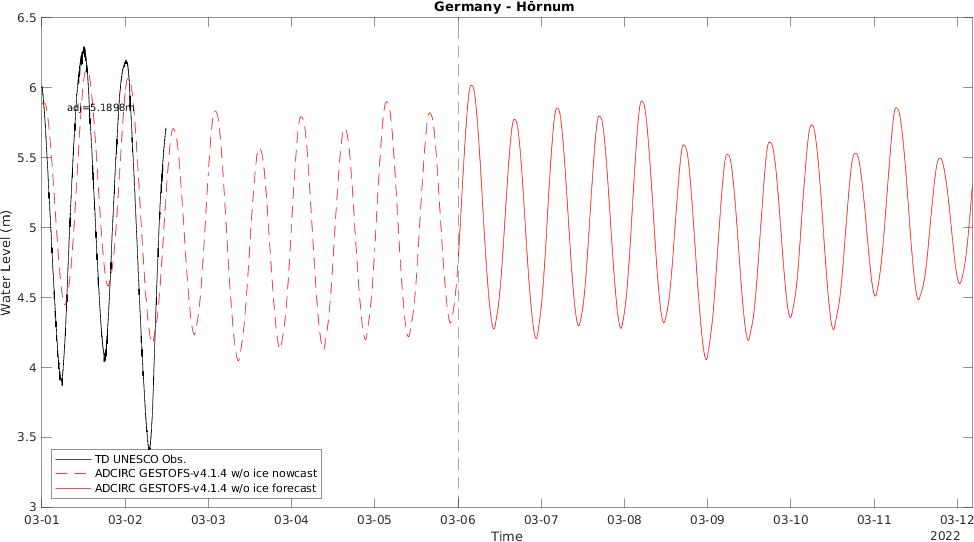 Germany - Hörnum
6.5
6
5.5
5
4.5
4
3.5
3
Water Level (m)
adj=5.1898m
TD UNESCO Obs.
ADCIRC GESTOFS-v4.1.4 w/o ice nowcast
ADCIRC GESTOFS-v4.1.4 w/o ice forecast
03-01 03-02 03-03 03-04 03-05 03-06 03-07 03-08 03-09 03-10 03-11 03-12
Time
2022